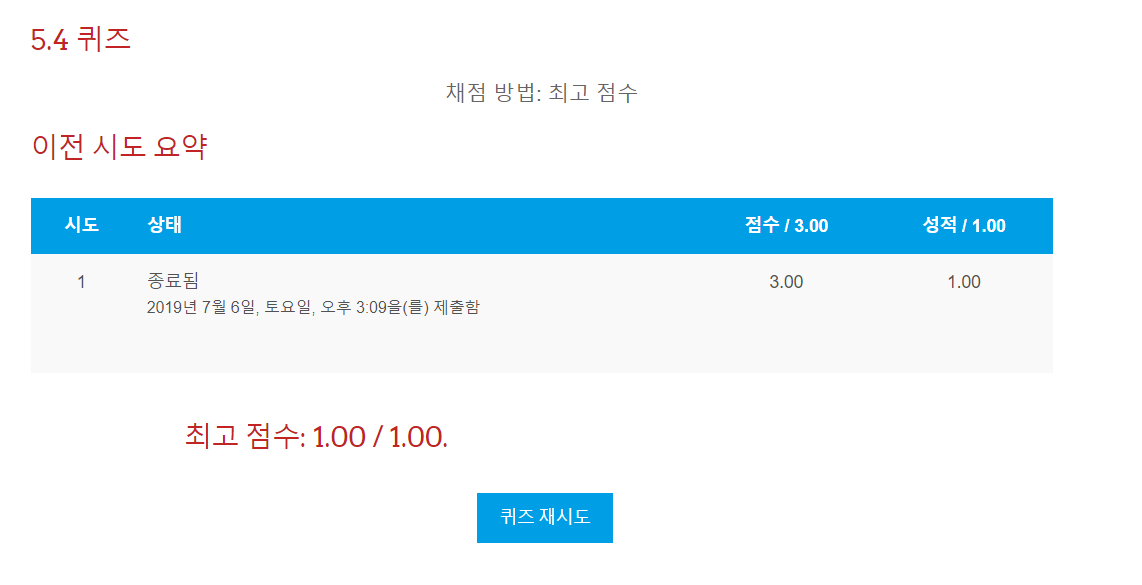 5.4 퀴즈
채점 방법: 최고 점수
이전 시도 요약
시도 상태 점수 / 3.00 성적 / 1.00
1 종료됨 3.00 1.00
2019년 7월 6일, 토요일, 오후 3:09을(를) 제출함
최고 점수: 1.00 / 1.00.
퀴즈 재시도